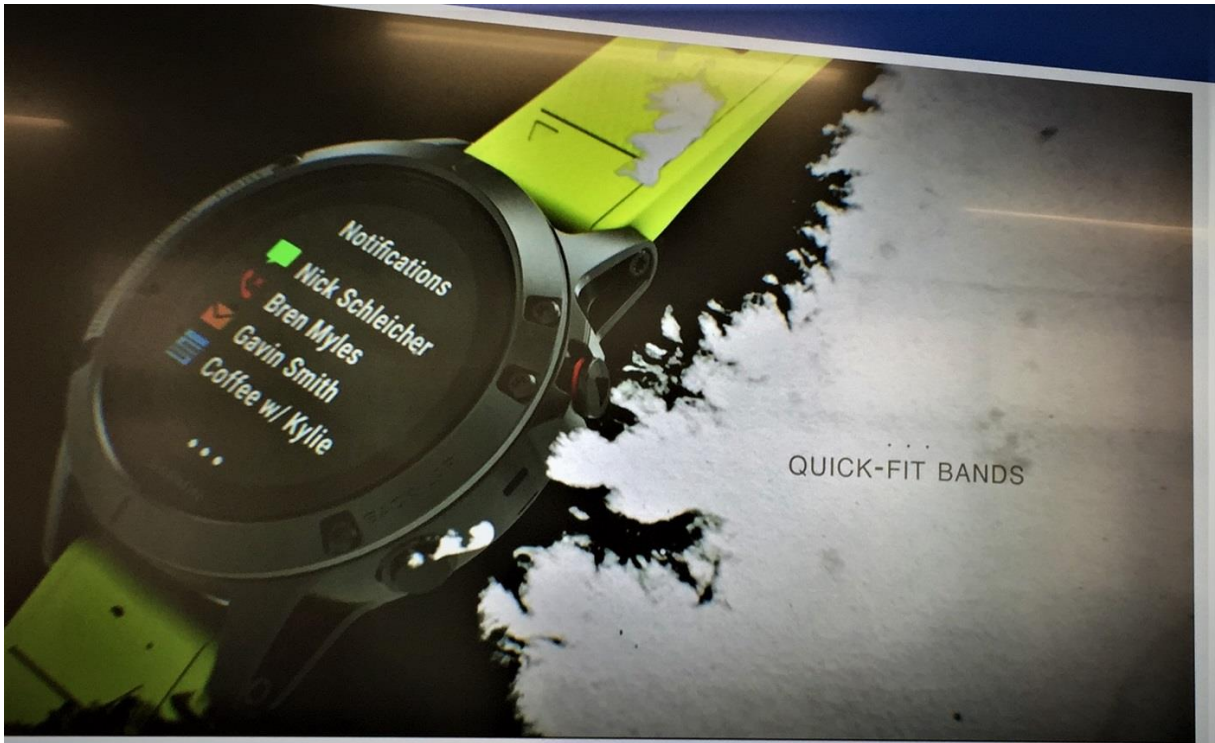 Notifications
Nick Schleicher
Bren Myles
Gavin Smith
Coffee w/ Kylie
...
. . .
QUICK-FIT BANDS